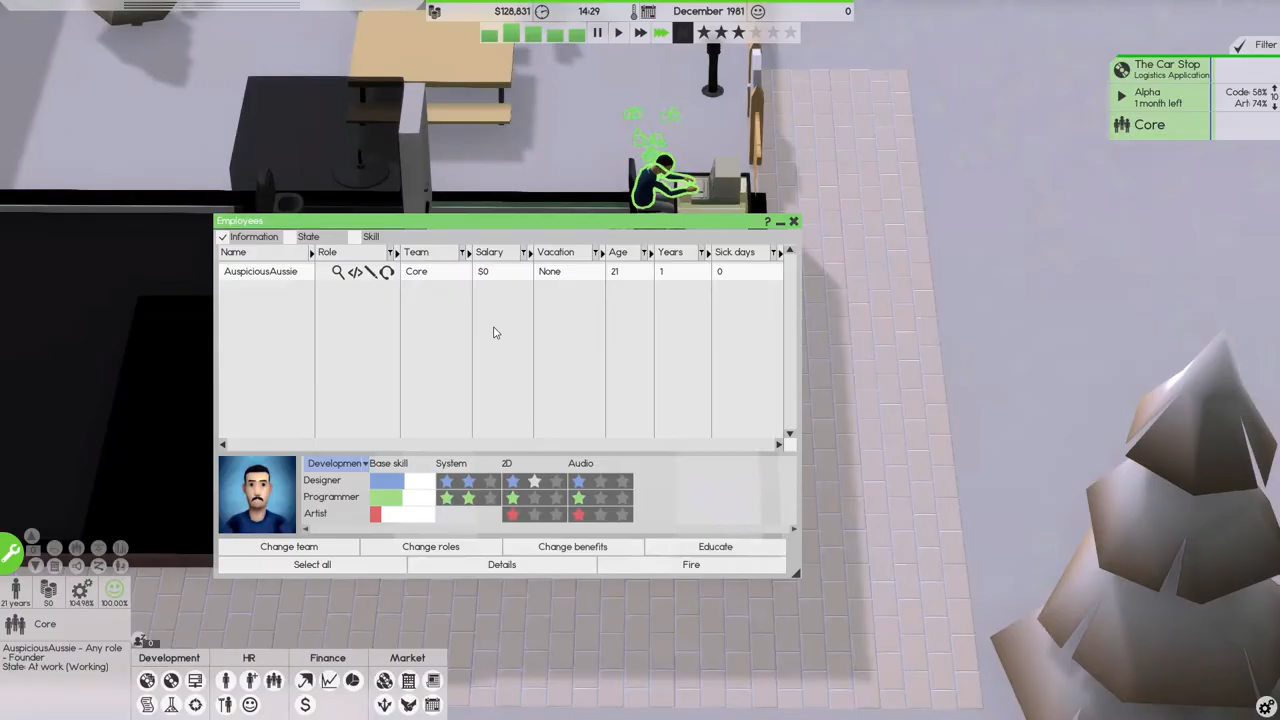 $128,831 14:29 December 1981 0
Filter
The Car Stop
Logistics Application
Alpha
1 month left
Code: 58%
Art: 74%
10
Core
Employees
? 
Information State Skill
Name Role Team Salary Vacation Age Years Sick days
AuspiciousAussie Core $0 None 21 1 0
Developmen Base skill System 2D Audio
Designer
Programmer
Artist
Change team Change roles Change benefits Educate
Select all Details Fire
21 years $0 104.98% 100.00%
Core
AuspiciousAussie - Any role
- Founder
State: At work (Working)
0
Development HR Finance Market
$